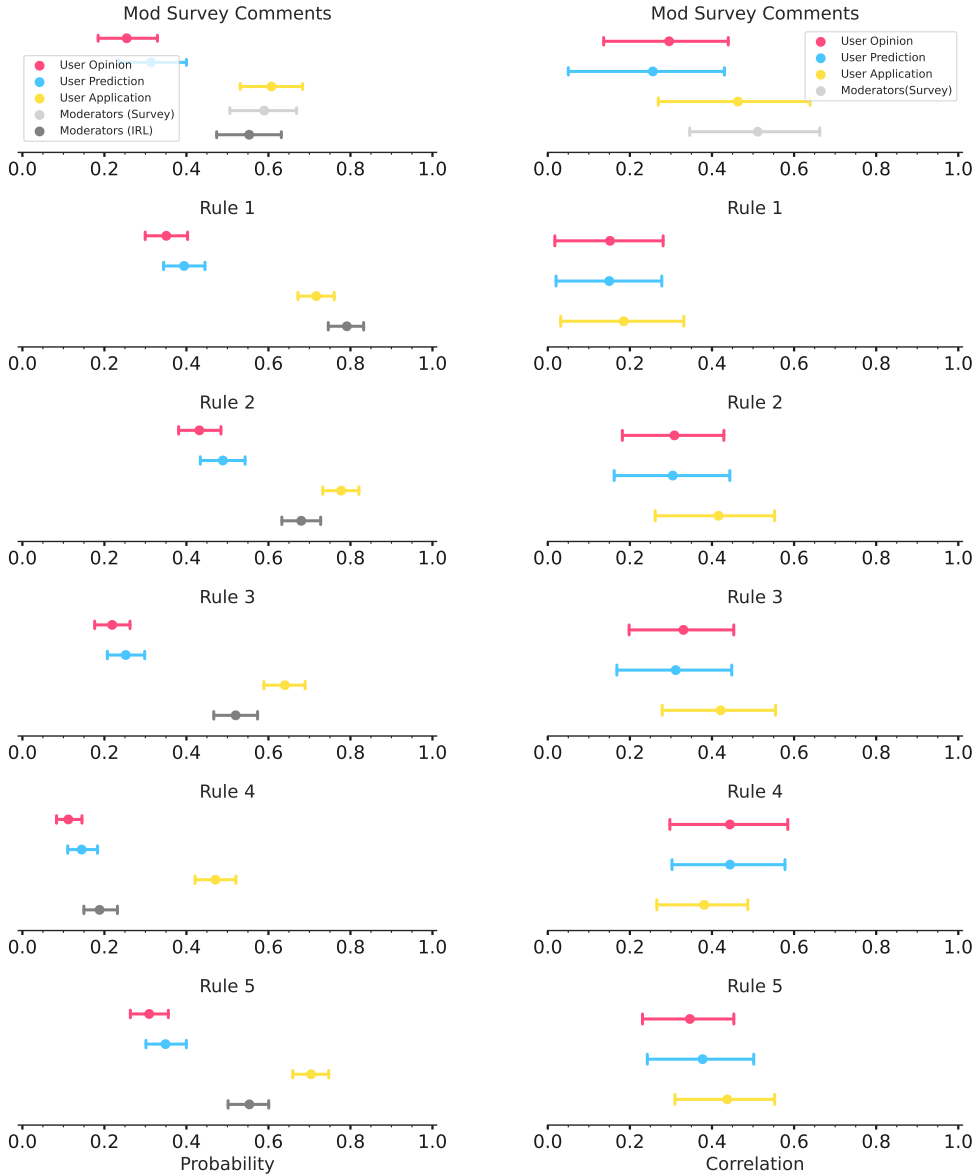 Mod Survey Comments
User Opinion
User Prediction
User Application
Moderators (Survey)
Moderators (IRL)
0.0 0.2 0.4 0.6 0.8 1.0
Mod Survey Comments
User Opinion
User Prediction
User Application
Moderators(Survey)
0.0 0.2 0.4 0.6 0.8 1.0
Rule 1
0.0 0.2 0.4 0.6 0.8 1.0
Rule 1
0.0 0.2 0.4 0.6 0.8 1.0
Rule 2
0.0 0.2 0.4 0.6 0.8 1.0
Rule 2
0.0 0.2 0.4 0.6 0.8 1.0
Rule 3
0.0 0.2 0.4 0.6 0.8 1.0
Rule 3
0.0 0.2 0.4 0.6 0.8 1.0
Rule 4
0.0 0.2 0.4 0.6 0.8 1.0
Rule 4
0.0 0.2 0.4 0.6 0.8 1.0
Rule 5
0.0 0.2 0.4 0.6 0.8 1.0
Probability
Rule 5
0.0 0.2 0.4 0.6 0.8 1.0
Correlation